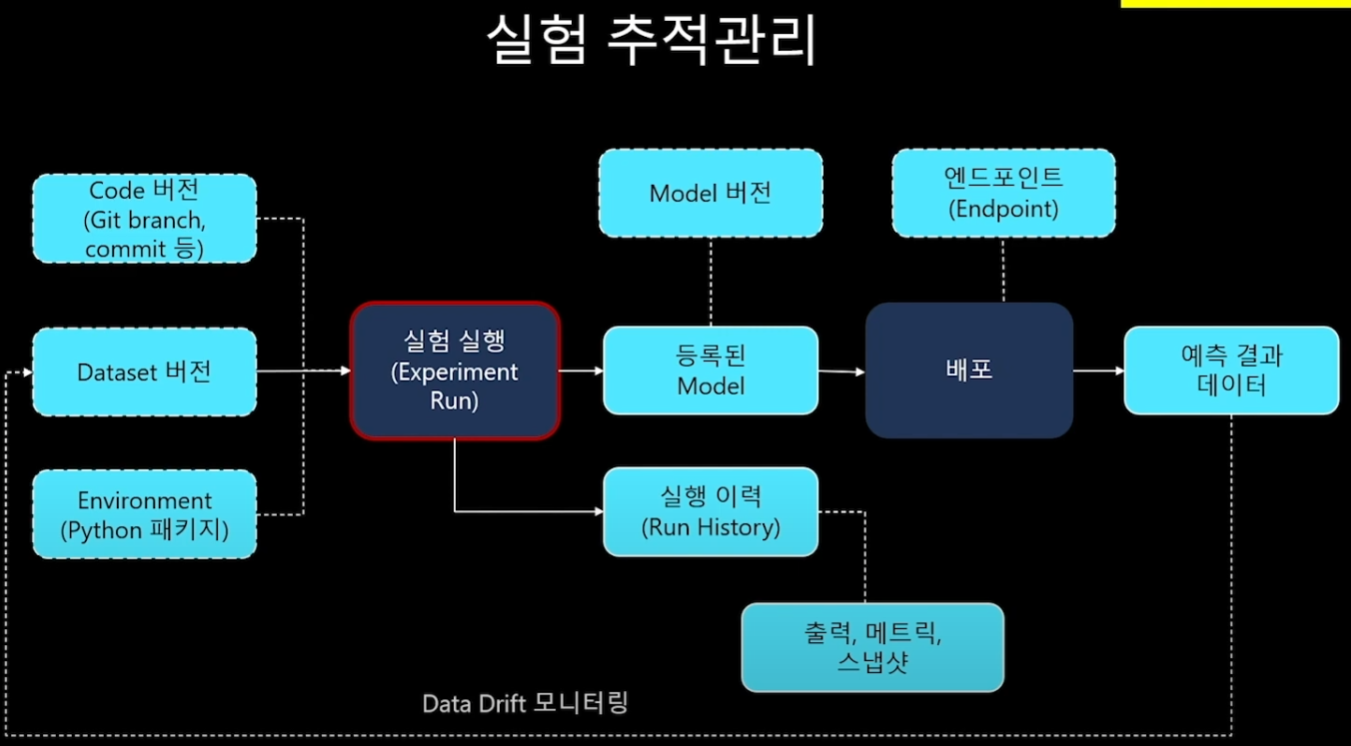 실험 추적관리
Code 버전
(Git branch,
commit 등)
Dataset 버전
Environment
(Python 패키지)
실험 실행
(Experiment
Run)
Model 버전
등록된
Model
실행 이력
(Run History)
출력, 메트릭,
스냅샷
엔드포인트
(Endpoint)
배포
예측 결과
데이터
Data Drift 모니터링